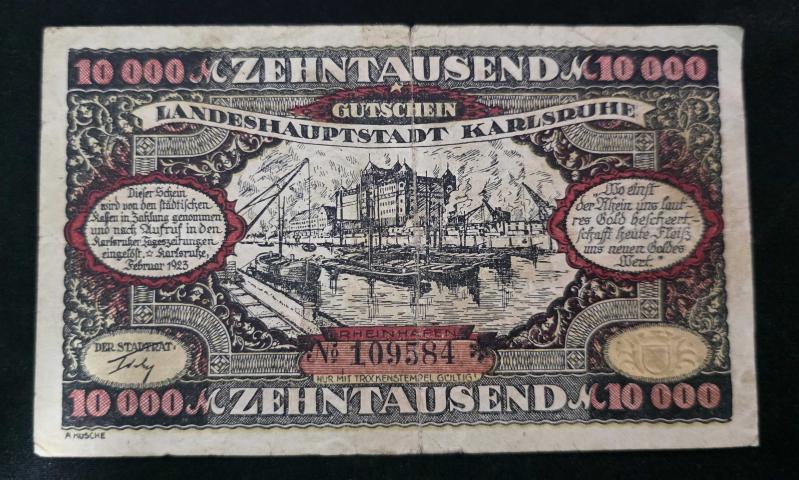 10 000 M ZEHNTAUSEND M 10 000
GUTSCHEIN
LANDESHAUPTSTADT KARLSRUHE
Dieser Schein
wird von den städtischen
Kassen in Zahlung genommen
und nach Aufruf in den
Karlsruher Tageszeitungen
eingelöst. ☆ Karlsruhe,
Februar 1923
Wo einst
der Rhein uns laut-
res Gold beschert-
schafft heute Fleiß
uns neuen Goldes
Wert.
DER STADTRAT:
RHEINHAFEN
No 109584
NUR MIT TROCKENSTEMPEL GÜLTIG!
10 000 M ZEHNTAUSEND M 10 000
A KUSCHE